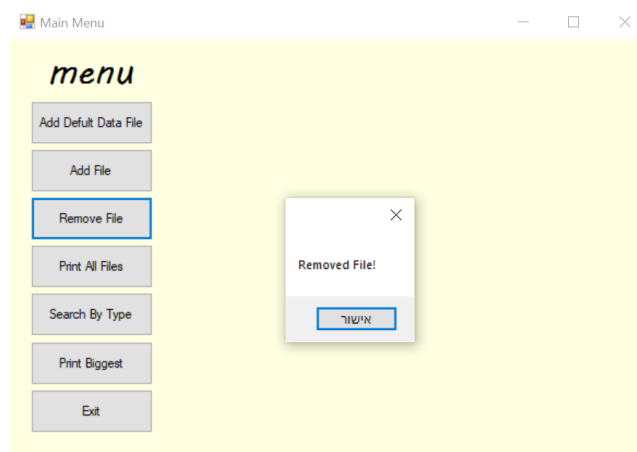 Main Menu
menu
Add Defult Data File
Add File
Remove File
Print All Files
Search By Type
Print Biggest
Exit
Removed File!
אישור